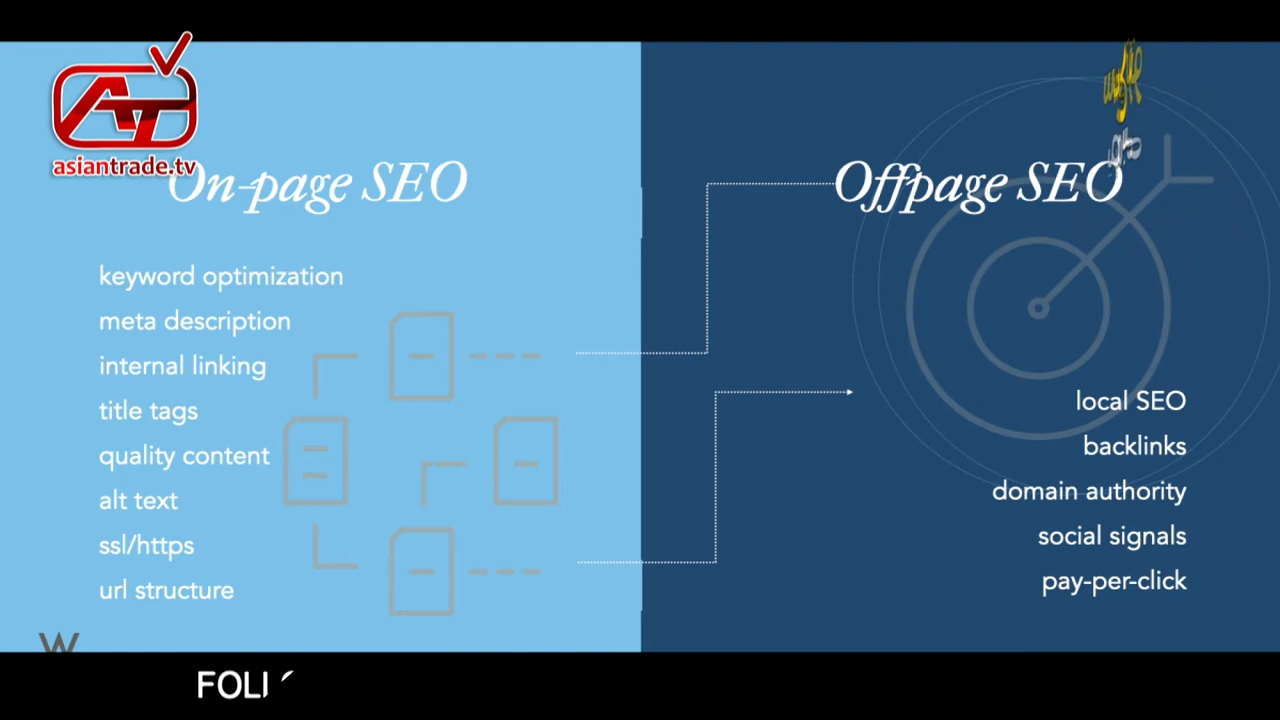 asiantrade.tv
On-page SEO
keyword optimization
meta description
internal linking
title tags
quality content
alt text
ssl/https
url structure
Offpage SEO
local SEO
backlinks
domain authority
social signals
pay-per-click
W